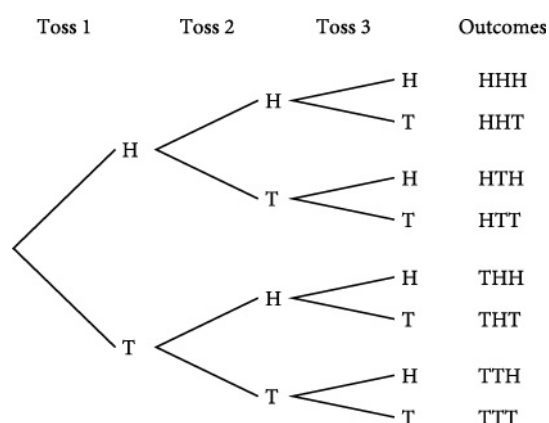 Toss 1 Toss 2 Toss 3 Outcomes
H HHH
H
T HHT
H
H HTH
T
T HTT
H THH
H
T THT
T
H TTH
T
T TTT